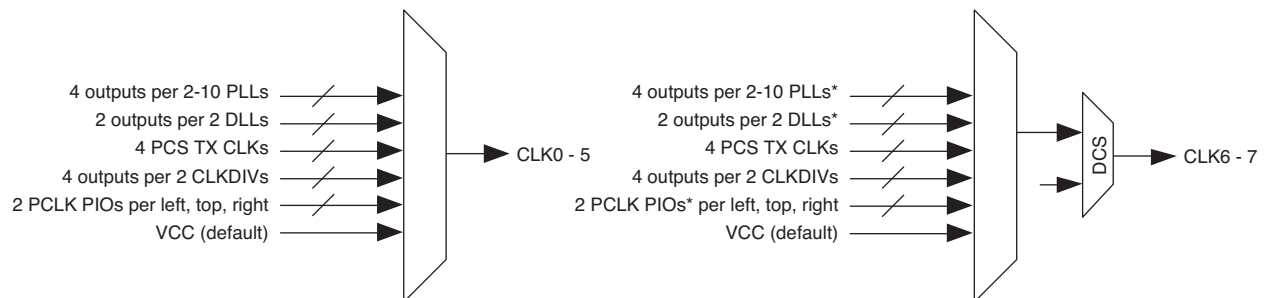 4 outputs per 2-10 PLLs
2 outputs per 2 DLLs
4 PCS TX CLKs
4 outputs per 2 CLKDIVs
2 PCLK PIOs per left, top, right
VCC (default)
CLK0 - 5
4 outputs per 2-10 PLLs*
2 outputs per 2 DLLs*
4 PCS TX CLKs
4 outputs per 2 CLKDIVs
2 PCLK PIOs* per left, top, right
VCC (default)
DCS
CLK6 - 7